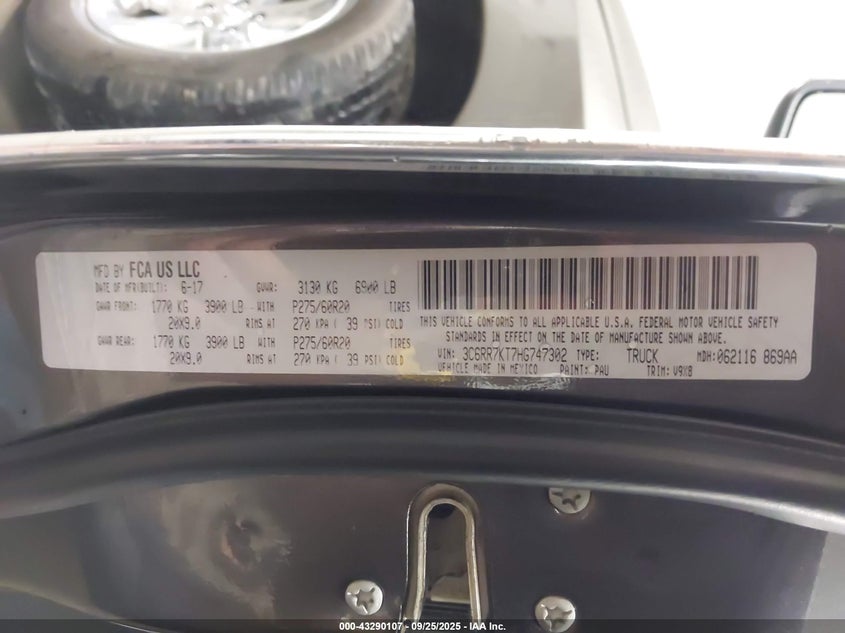 MFD BY FCA US LLC
DATE OF MFR(BUILT): 6-17 GVWR: 3130 KG 6900 LB
GAWR FRONT: 1770 KG 3900 LB -WITH P275/60R20 TIRES
20X9.0 RIMS AT 270 KPA ( 39 PSI) COLD
GAWR REAR: 1770 KG 3900 LB -WITH P275/60R20 TIRES
20X9.0 RIMS AT 270 KPA ( 39 PSI) COLD
THIS VEHICLE CONFORMS TO ALL APPLICABLE U.S.A. FEDERAL MOTOR VEHICLE SAFETY
STANDARDS IN EFFECT ON THE DATE OF MANUFACTURE SHOWN ABOVE.
VIN: 3C6RR7KT7HG747302 TYPE: TRUCK MDH:062116 869AA
VEHICLE MADE IN MEXICO PAINT: PAU TRIM: V9X8
000-43290107 - 09/25/2025 - IAA Inc.